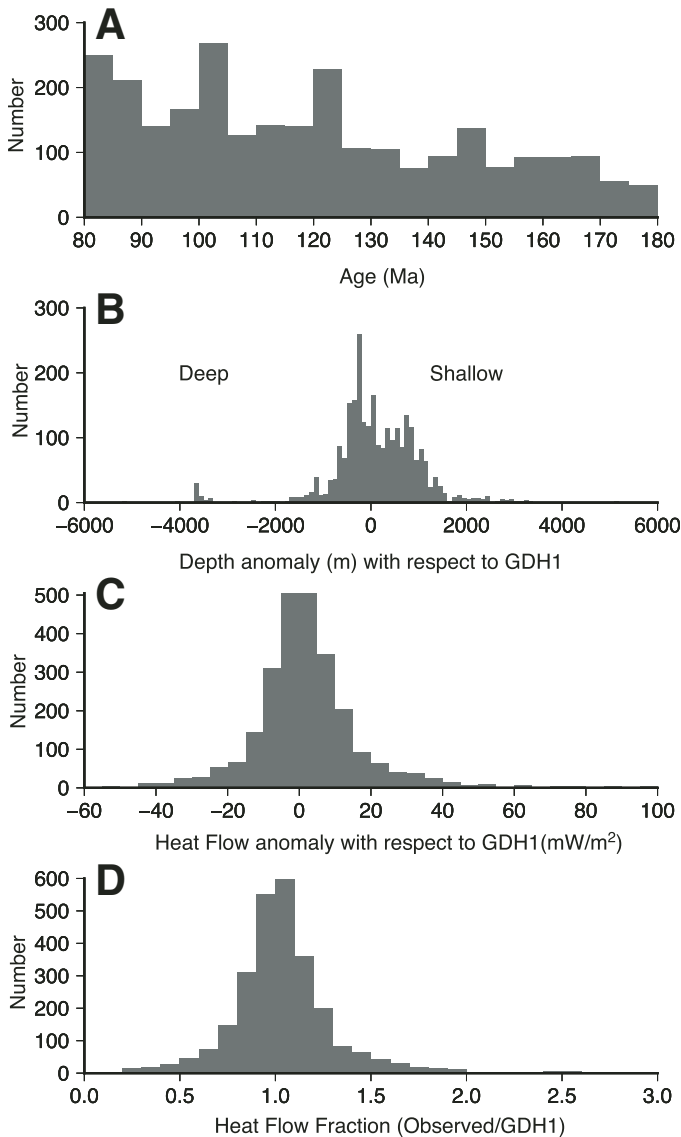 A
300
200
100
0
Number
80 90 100 110 120 130 140 150 160 170 180
Age (Ma)
B
300
200
100
0
Number
Deep
Shallow
−6000 −4000 −2000 0 2000 4000 6000
Depth anomaly (m) with respect to GDH1
C
500
400
300
200
100
0
Number
−60 −40 −20 0 20 40 60 80 100
Heat Flow anomaly with respect to GDH1(mW/m²)
D
600
500
400
300
200
100
0
Number
0.0 0.5 1.0 1.5 2.0 2.5 3.0
Heat Flow Fraction (Observed/GDH1)